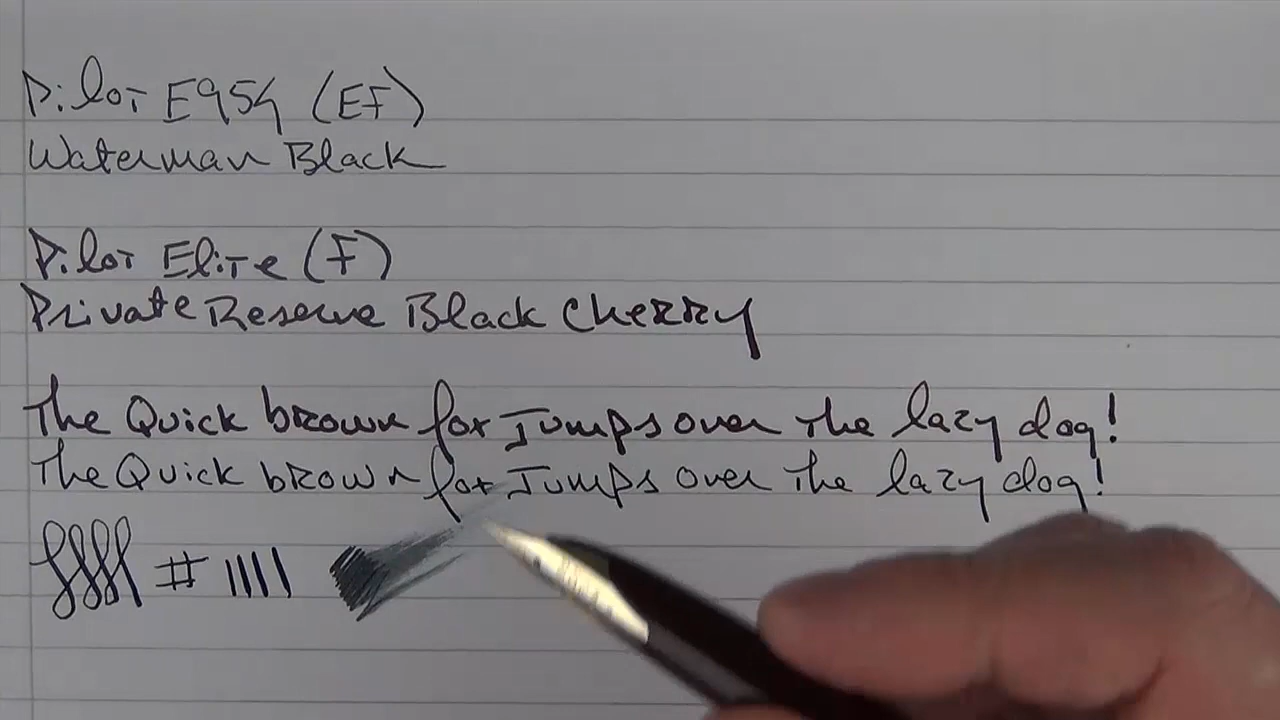 Pilot E95S (EF)
Waterman Black
Pilot Elite (F)
Private Reserve Black Cherry
The Quick brown fox Jumps over the lazy dog!
The Quick brown fox Jumps over the lazy dog!
# 1111